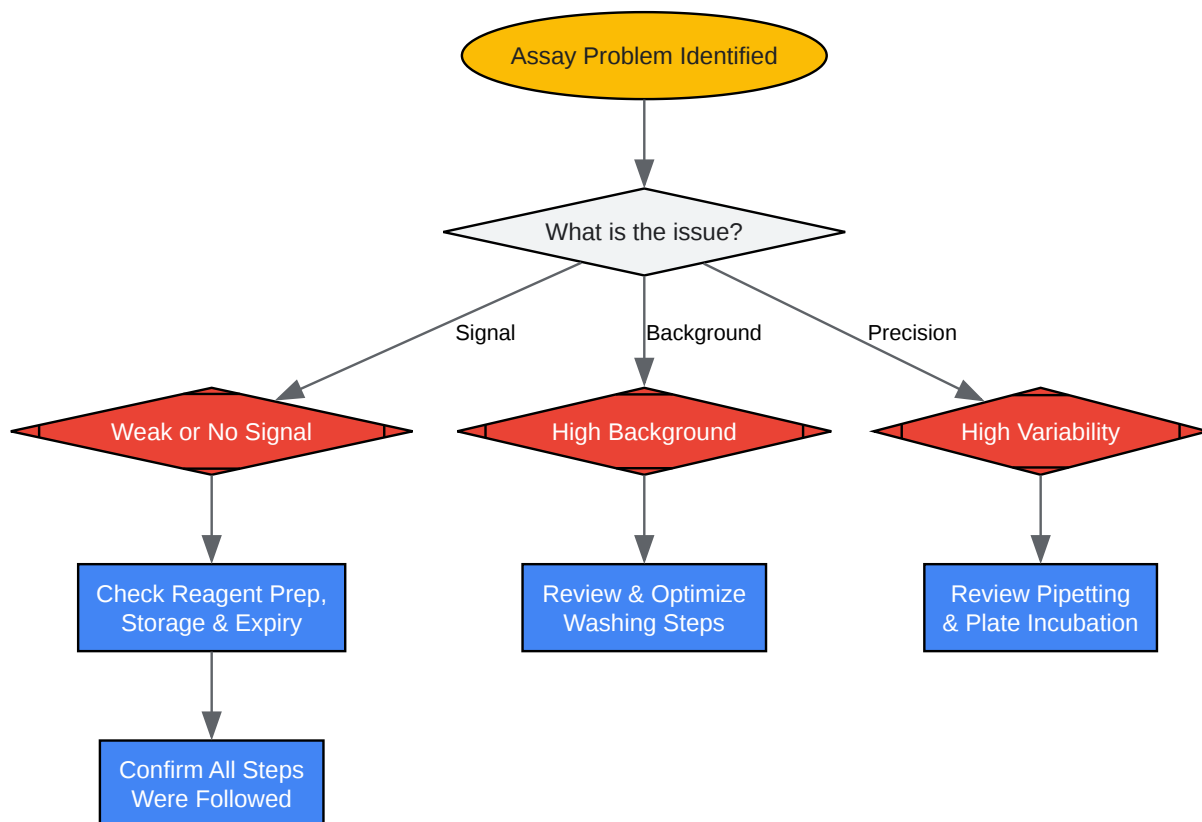 Assay Problem Identified
What is the issue?
Signal
Background
Precision
Weak or No Signal
High Background
High Variability
Check Reagent Prep,
Storage & Expiry
Review & Optimize
Washing Steps
Review Pipetting
& Plate Incubation
Confirm All Steps
Were Followed